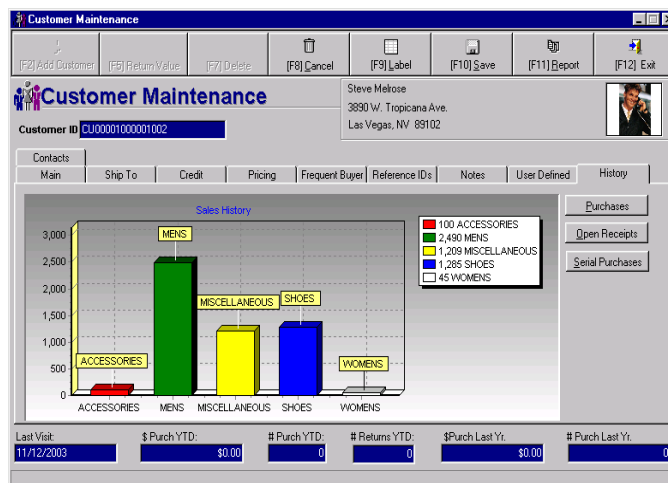 Customer Maintenance
[F2] Add Customer [F5] Return Value [F7] Delete [F8] Cancel [F9] Label [F10] Save [F11] Report [F12] Exit
Customer Maintenance
Steve Melrose
3890 W. Tropicana Ave.
Las Vegas, NV 89102
Customer ID CU00001000001002
Contacts
Main Ship To Credit Pricing Frequent Buyer Reference IDs Notes User Defined History
Sales History
3,000
2,500
2,000
1,500
1,000
500
0
MENS
MISCELLANEOUS
SHOES
ACCESSORIES
WOMENS
ACCESSORIES MENS MISCELLANEOUS SHOES WOMENS
100 ACCESSORIES
2,490 MENS
1,209 MISCELLANEOUS
1,285 SHOES
45 WOMENS
Purchases
Open Receipts
Serial Purchases
Last Visit: $ Purch YTD: # Purch YTD: # Returns YTD: $Purch Last Yr. # Purch Last Yr.
11/12/2003 $0.00 0 0 $0.00 0